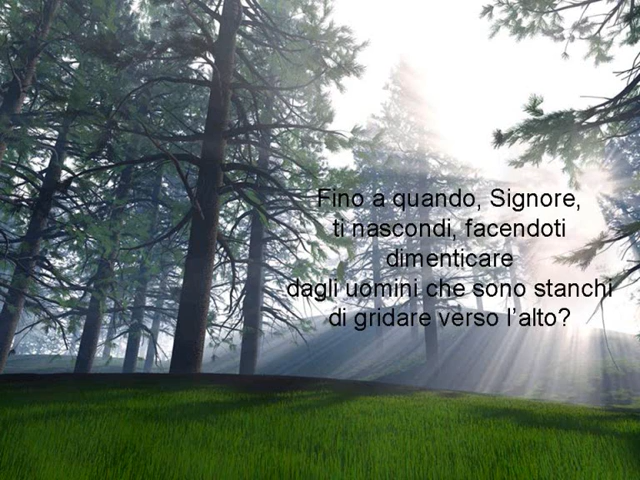 Fino a quando, Signore,
ti nascondi, facendoti
dimenticare
dagli uomini che sono stanchi
di gridare verso l’alto?